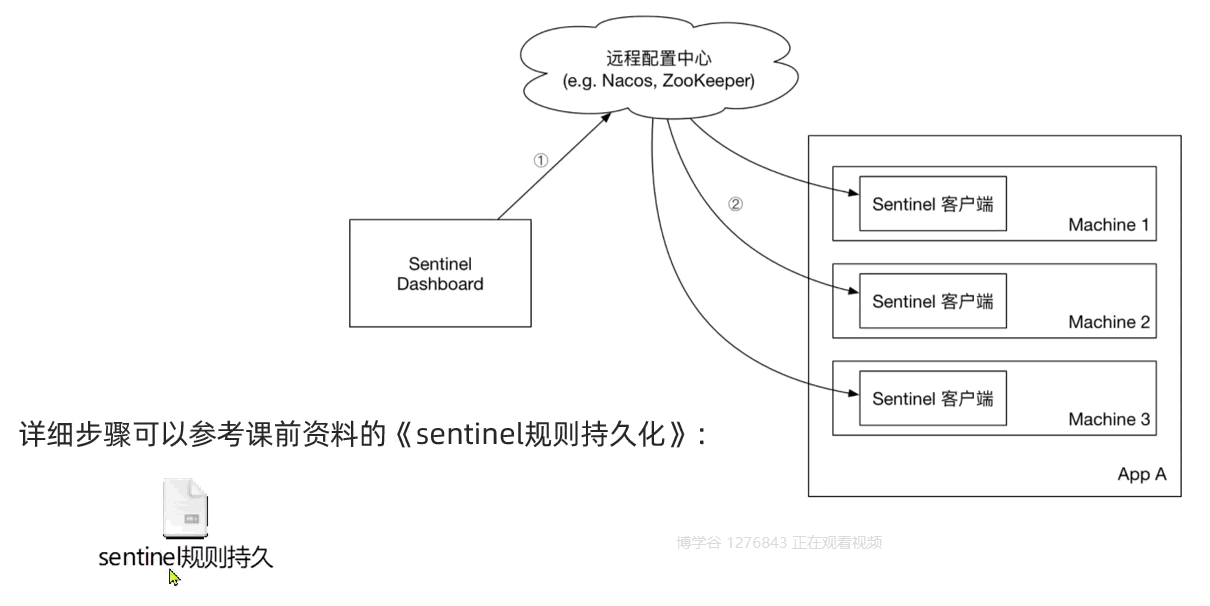 远程配置中心
(e.g. Nacos, ZooKeeper)
①
②
Sentinel
Dashboard
Sentinel 客户端
Machine 1
Sentinel 客户端
Machine 2
Sentinel 客户端
Machine 3
App A
详细步骤可以参考课前资料的《sentinel规则持久化》：
sentinel规则持久
博学谷 1276843 正在观看视频